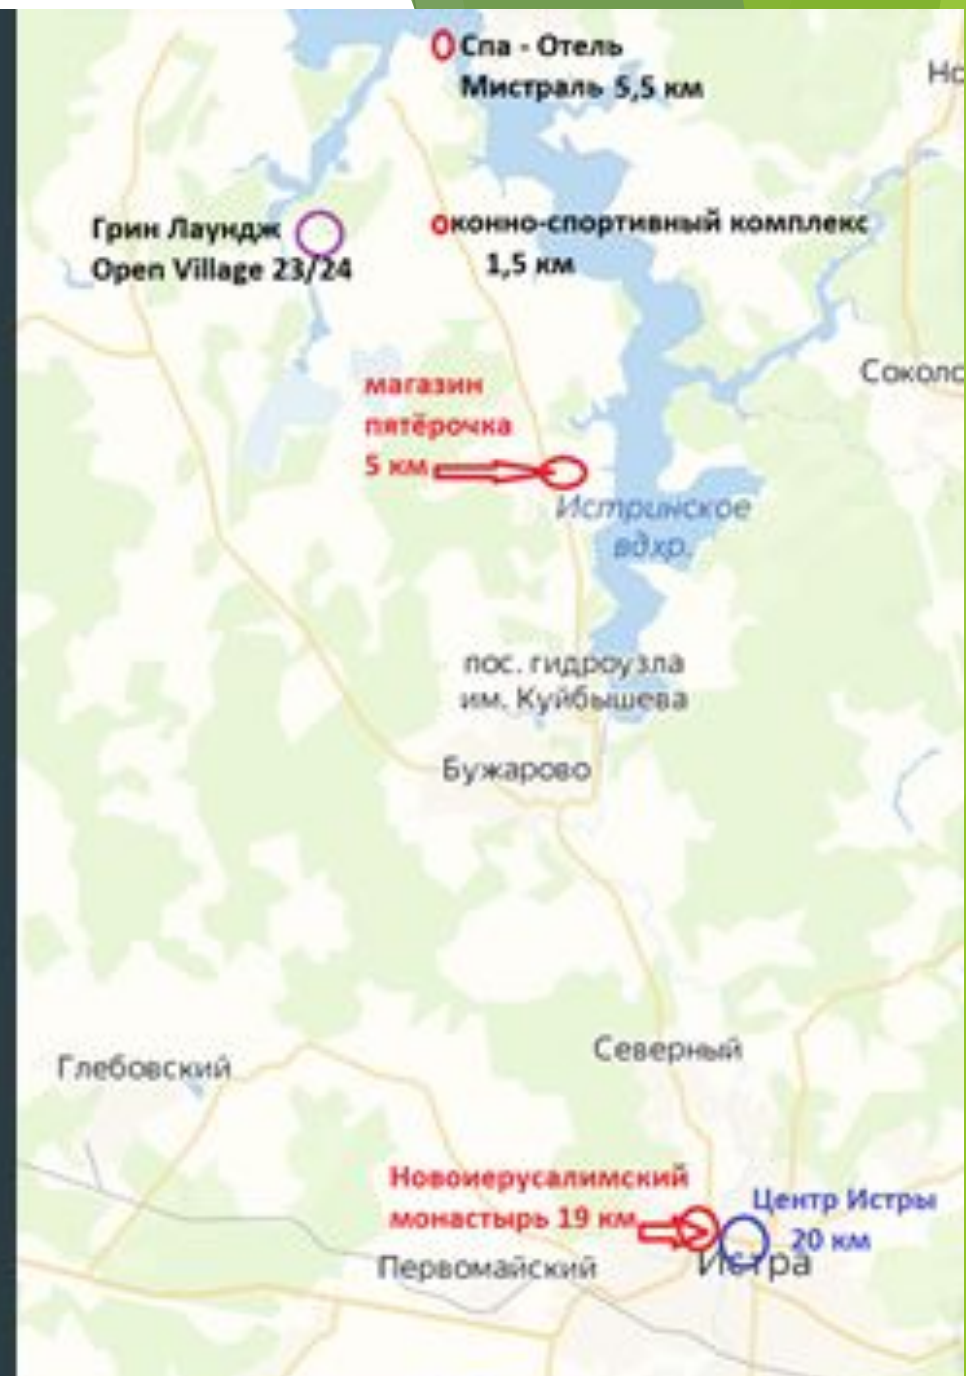 Спа - Отель
Мистраль 5,5 км
Но
Грин Лаундж
Open Village 23/24
конно-спортивный комплекс
1,5 км
Соколо
магазин
пятёрочка
5 км
Истринское
вдхр.
пос. гидроузла
им. Куйбышева
Бужарово
Северный
Глебовский
Новоиерусалимский
монастырь 19 км
Центр Истры
20 км
Первомайский
Истра